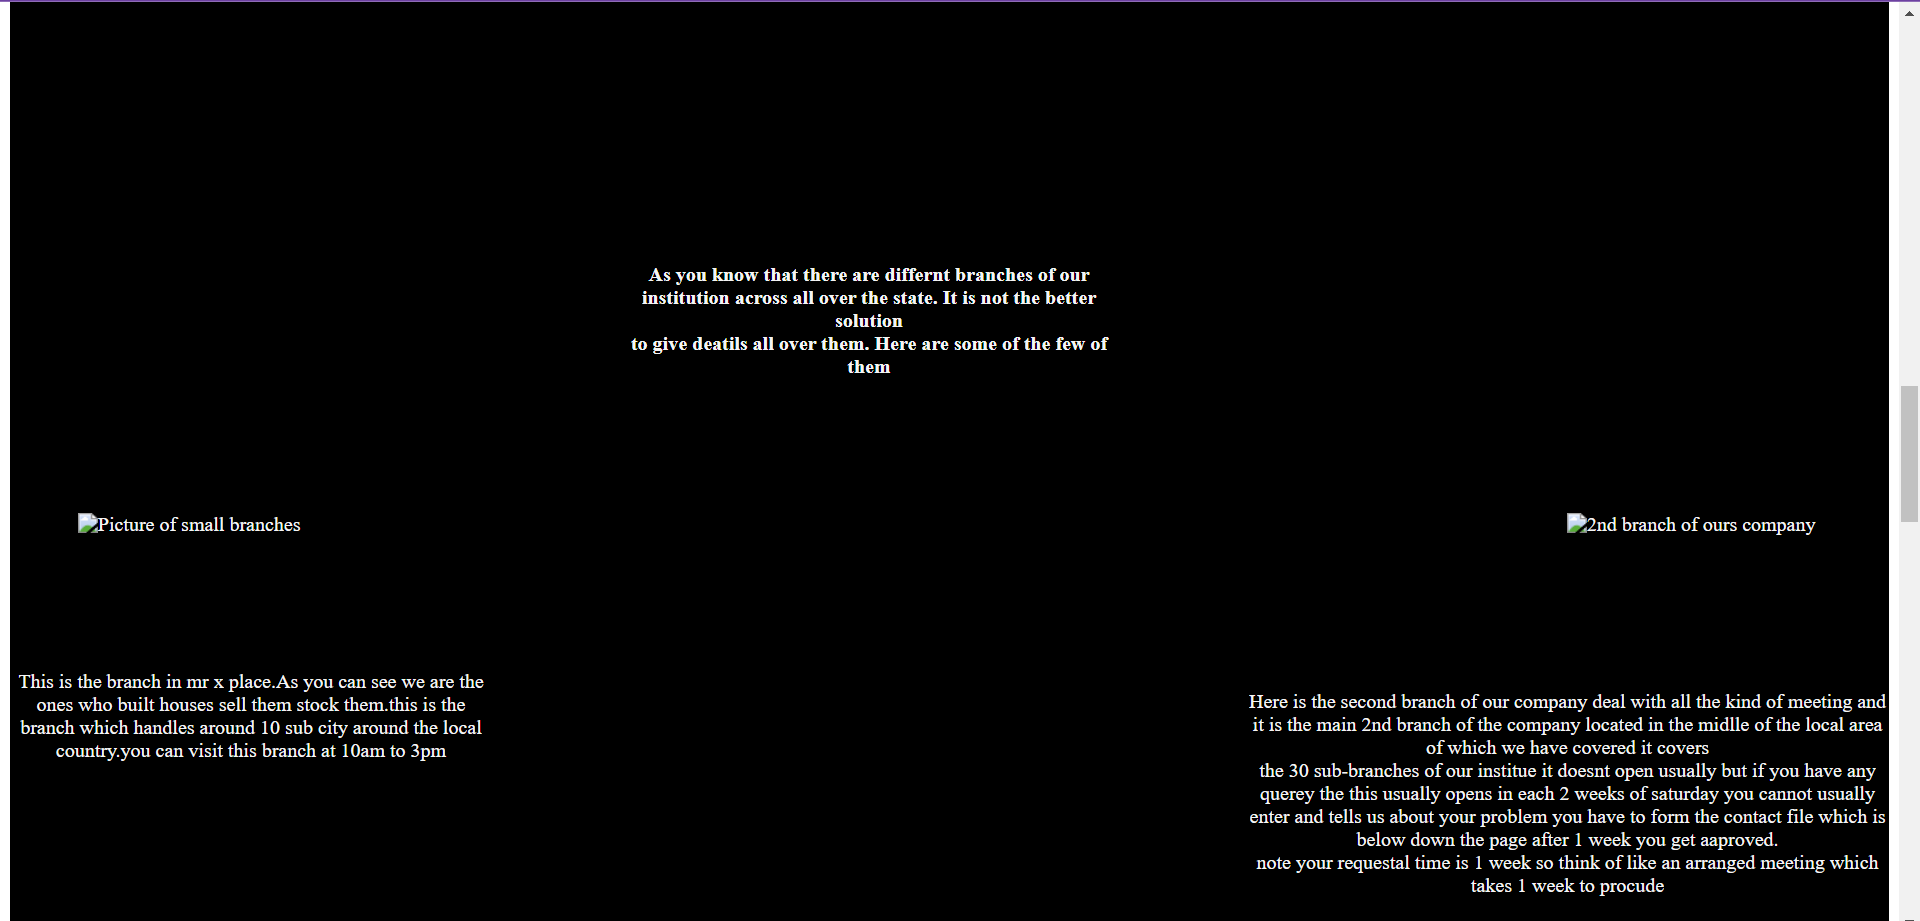 As you know that there are differnt branches of our
institution across all over the state. It is not the better
solution
to give deatils all over them. Here are some of the few of
them
Picture of small branches
2nd branch of ours company
This is the branch in mr x place.As you can see we are the
ones who built houses sell them stock them.this is the
branch which handles around 10 sub city around the local
country.you can visit this branch at 10am to 3pm
Here is the second branch of our company deal with all the kind of meeting and
it is the main 2nd branch of the company located in the midlle of the local area
of which we have covered it covers
the 30 sub-branches of our institue it doesnt open usually but if you have any
querey the this usually opens in each 2 weeks of saturday you cannot usually
enter and tells us about your problem you have to form the contact file which is
below down the page after 1 week you get aaproved.
note your requestal time is 1 week so think of like an arranged meeting which
takes 1 week to procude